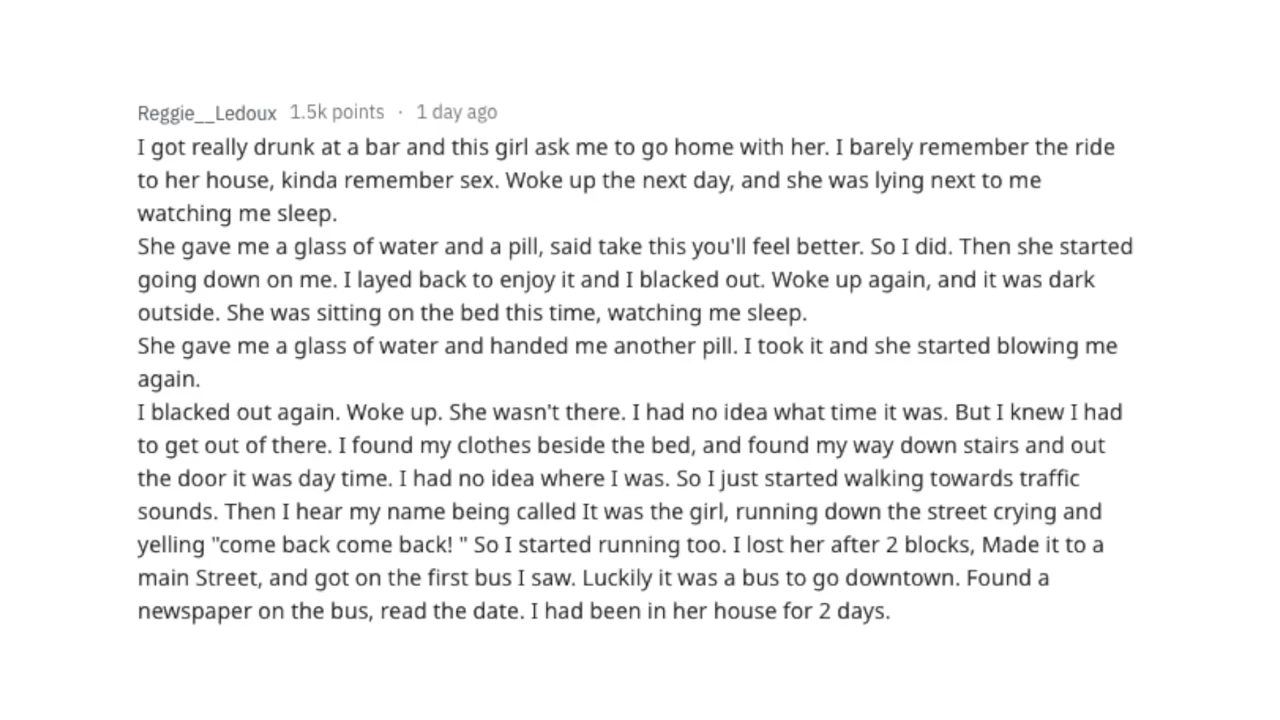 Reggie__Ledoux 1.5k points · 1 day ago
I got really drunk at a bar and this girl ask me to go home with her. I barely remember the ride
to her house, kinda remember sex. Woke up the next day, and she was lying next to me
watching me sleep.
She gave me a glass of water and a pill, said take this you'll feel better. So I did. Then she started
going down on me. I layed back to enjoy it and I blacked out. Woke up again, and it was dark
outside. She was sitting on the bed this time, watching me sleep.
She gave me a glass of water and handed me another pill. I took it and she started blowing me
again.
I blacked out again. Woke up. She wasn't there. I had no idea what time it was. But I knew I had
to get out of there. I found my clothes beside the bed, and found my way down stairs and out
the door it was day time. I had no idea where I was. So I just started walking towards traffic
sounds. Then I hear my name being called It was the girl, running down the street crying and
yelling "come back come back! " So I started running too. I lost her after 2 blocks, Made it to a
main Street, and got on the first bus I saw. Luckily it was a bus to go downtown. Found a
newspaper on the bus, read the date. I had been in her house for 2 days.